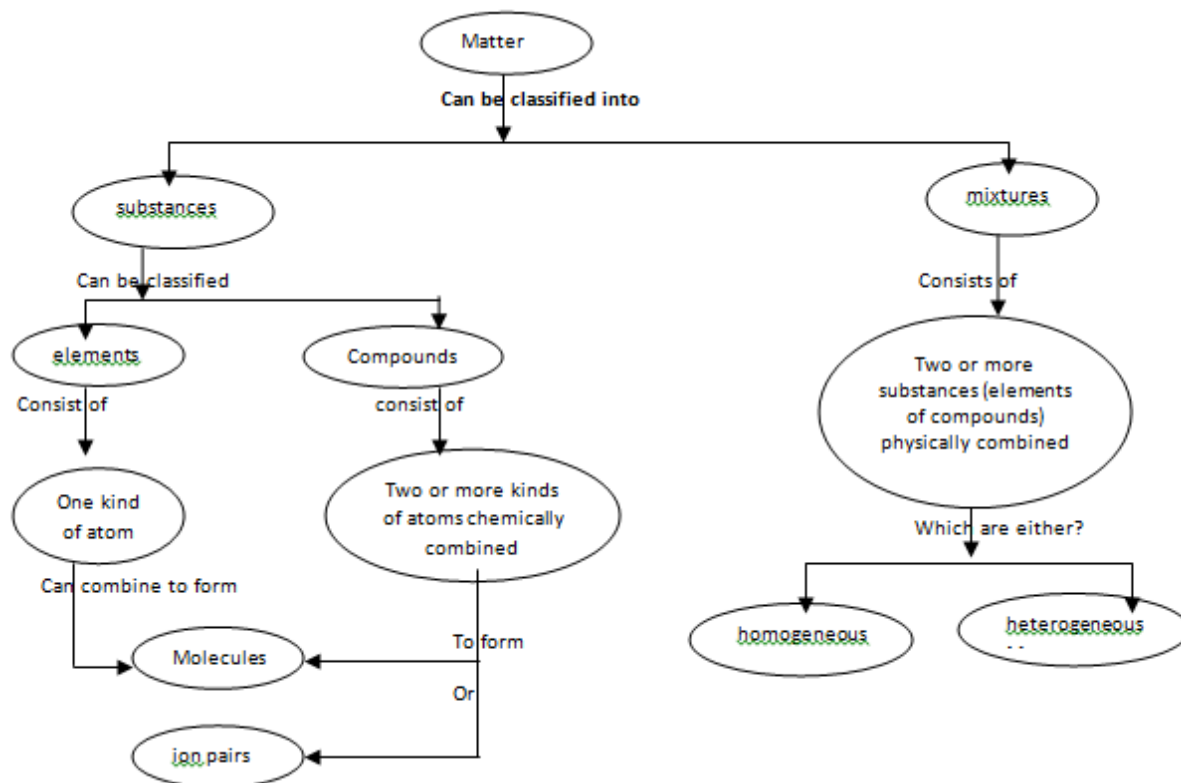 Matter
Can be classified into
substances
mixtures
Can be classified
Consists of
elements
Compounds
Two or more
substances (elements
of compounds)
physically combined
Consist of
consist of
One kind
of atom
Two or more kinds
of atoms chemically
combined
Which are either?
Can combine to form
homogeneous
heterogeneous
To form
Molecules
Or
ion pairs